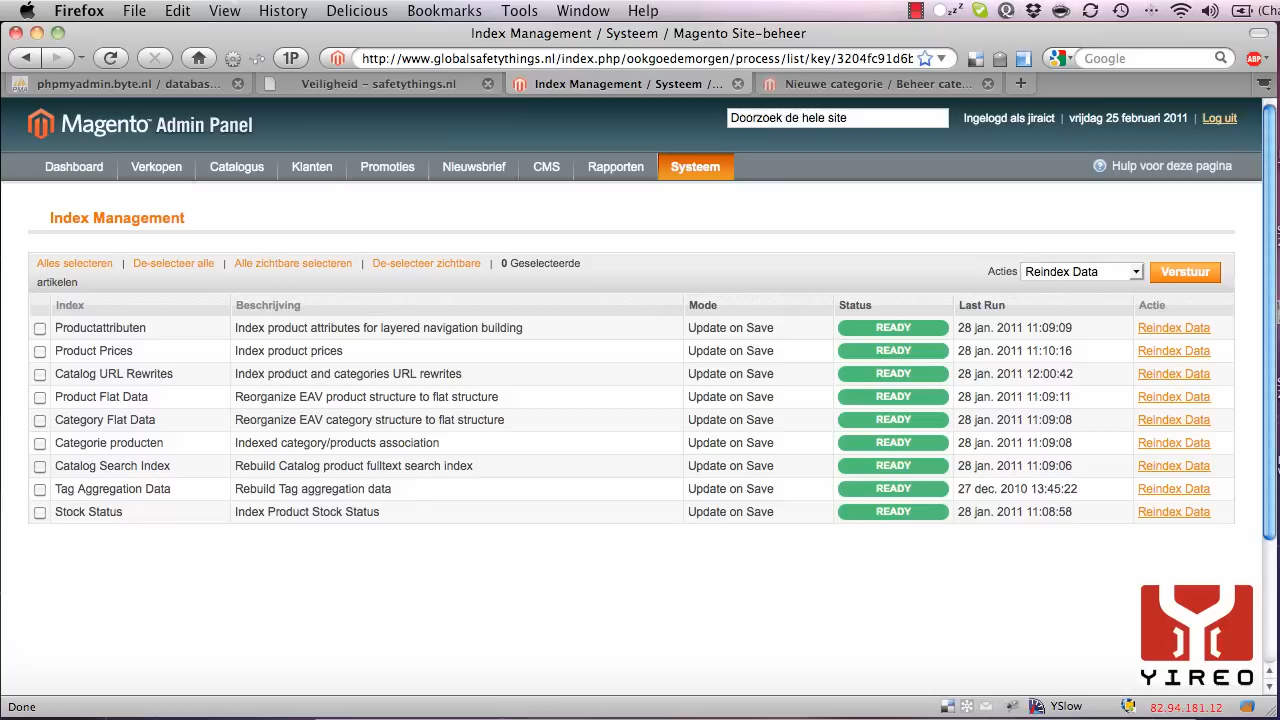 Firefox File Edit View History Delicious Bookmarks Tools Window Help
Index Management / Systeem / Magento Site-beheer
1P http://www.globalsafetythings.nl/index.php/ookgoedemorgen/process/list/key/3204fc91d6b Google ABP
phpmyadmin.byte.nl / databas... Veiligheid – safetythings.nl Index Management / Systeem /... Nieuwe categorie / Beheer cate...
Magento Admin Panel Doorzoek de hele site Ingelogd als jiraict | vrijdag 25 februari 2011 | Log uit
Dashboard Verkopen Catalogus Klanten Promoties Nieuwsbrief CMS Rapporten Systeem Hulp voor deze pagina
Index Management
Alles selecteren | De-selecteer alle | Alle zichtbare selecteren | De-selecteer zichtbare | 0 Geselecteerde
artikelen
Acties Reindex Data Verstuur
Index Beschrijving Mode Status Last Run Actie
Productattributen Index product attributes for layered navigation building Update on Save READY 28 jan. 2011 11:09:09 Reindex Data
Product Prices Index product prices Update on Save READY 28 jan. 2011 11:10:16 Reindex Data
Catalog URL Rewrites Index product and categories URL rewrites Update on Save READY 28 jan. 2011 12:00:42 Reindex Data
Product Flat Data Reorganize EAV product structure to flat structure Update on Save READY 28 jan. 2011 11:09:11 Reindex Data
Category Flat Data Reorganize EAV category structure to flat structure Update on Save READY 28 jan. 2011 11:09:08 Reindex Data
Categorie producten Indexed category/products association Update on Save READY 28 jan. 2011 11:09:08 Reindex Data
Catalog Search Index Rebuild Catalog product fulltext search index Update on Save READY 28 jan. 2011 11:09:06 Reindex Data
Tag Aggregation Data Rebuild Tag aggregation data Update on Save READY 27 dec. 2010 13:45:22 Reindex Data
Stock Status Index Product Stock Status Update on Save READY 28 jan. 2011 11:08:58 Reindex Data
YIREO
Done YSlow 82.94.181.12